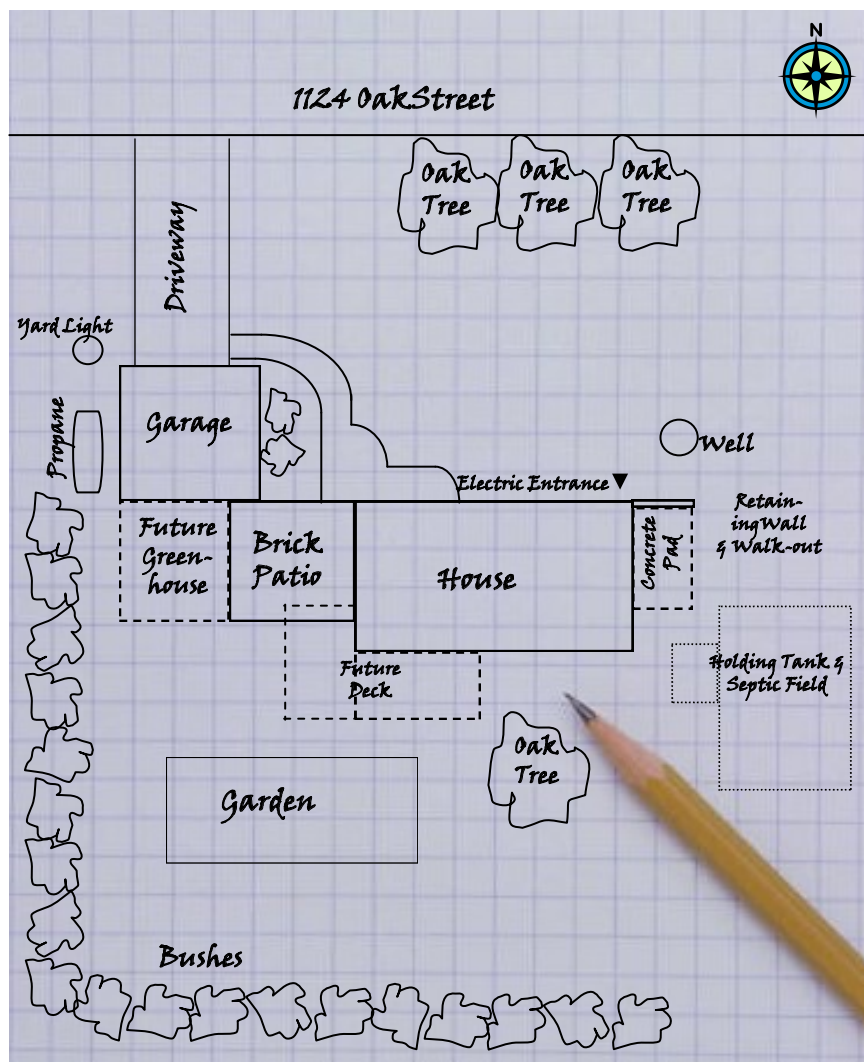 N
1124 OakStreet
Oak
Tree
Oak
Tree
Oak
Tree
Driveway
Yard Light
Propane
Garage
Well
Electric Entrance
Retain-
ingWall
& Walk-out
Future
Green-
house
Brick
Patio
House
Concrete
Pad
Future
Deck
Holding Tank &
Septic Field
Oak
Tree
Garden
Bushes